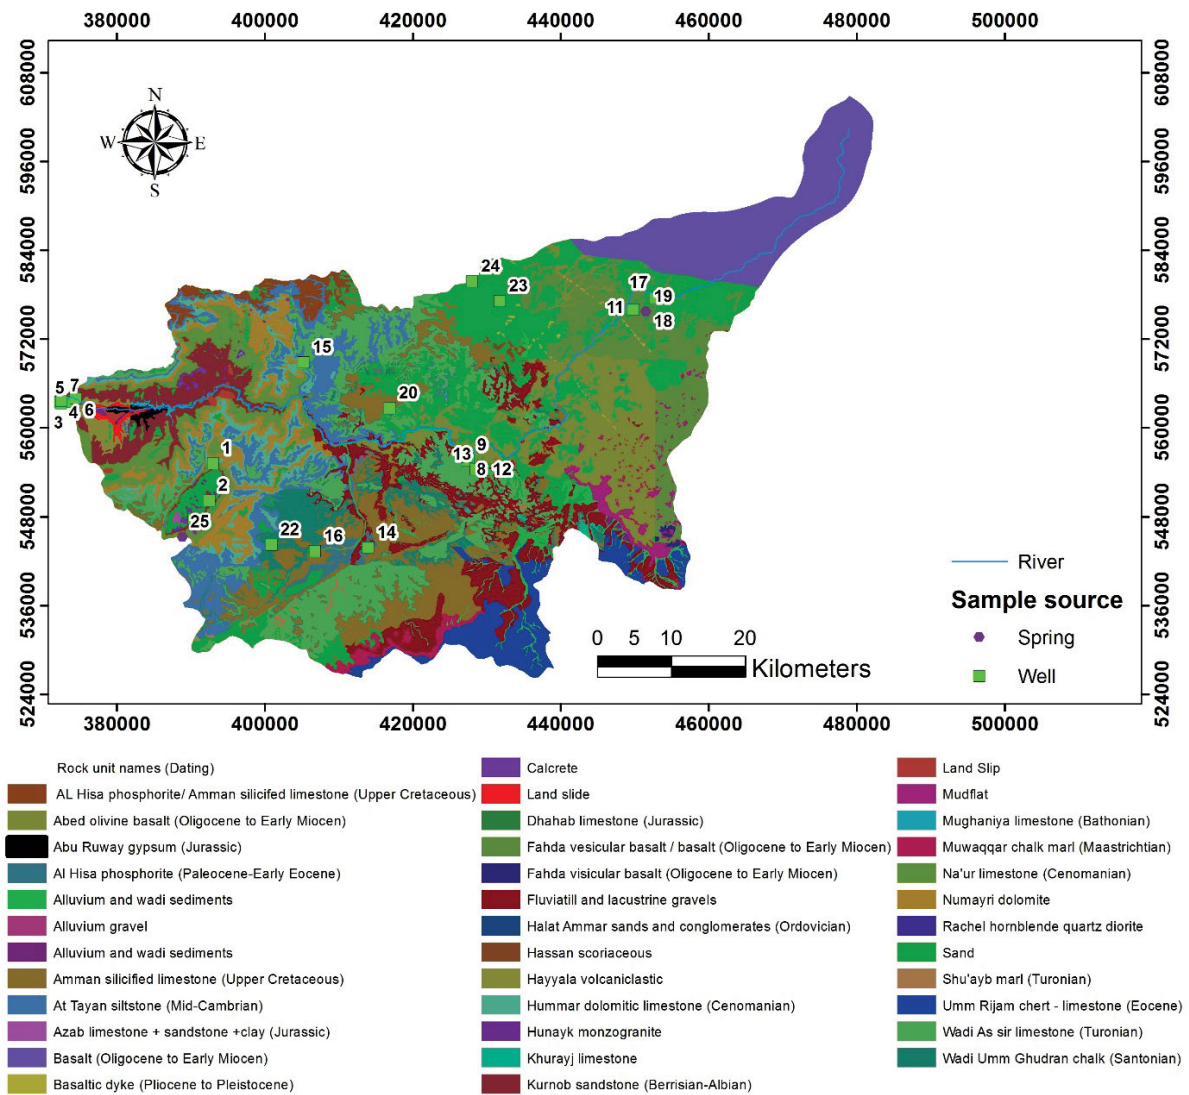 380000 400000 420000 440000 460000 480000 500000
608000 608000
N
W E
S
596000 596000
584000 584000
24
17
23
19
11
18
572000 572000
15
5 7
20
3 4 6
560000 560000
9
13
1
8 12
2
25
548000 548000
22 16 14
River
Sample source
536000 536000
0 5 10 20
Spring
Kilometers
Well
524000 524000
380000 400000 420000 440000 460000 480000 500000
Rock unit names (Dating)
AL Hisa phosphorite/ Amman silicifed limestone (Upper Cretaceous)
Abed olivine basalt (Oligocene to Early Miocen)
Abu Ruway gypsum (Jurassic)
Al Hisa phosphorite (Paleocene-Early Eocene)
Alluvium and wadi sediments
Alluvium gravel
Alluvium and wadi sediments
Amman silicified limestone (Upper Cretaceous)
At Tayan siltstone (Mid-Cambrian)
Azab limestone + sandstone +clay (Jurassic)
Basalt (Oligocene to Early Miocen)
Basaltic dyke (Pliocene to Pleistocene)
Calcrete
Land slide
Dhahab limestone (Jurassic)
Fahda vesicular basalt / basalt (Oligocene to Early Miocen)
Fahda visicular basalt (Oligocene to Early Miocen)
Fluviatill and lacustrine gravels
Halat Ammar sands and conglomerates (Ordovician)
Hassan scoriaceous
Hayyala volcaniclastic
Hummar dolomitic limestone (Cenomanian)
Hunayk monzogranite
Khurayj limestone
Kurnob sandstone (Berrisian-Albian)
Land Slip
Mudflat
Mughaniya limestone (Bathonian)
Muwaqqar chalk marl (Maastrichtian)
Na'ur limestone (Cenomanian)
Numayri dolomite
Rachel hornblende quartz diorite
Sand
Shu'ayb marl (Turonian)
Umm Rijam chert - limestone (Eocene)
Wadi As sir limestone (Turonian)
Wadi Umm Ghudran chalk (Santonian)